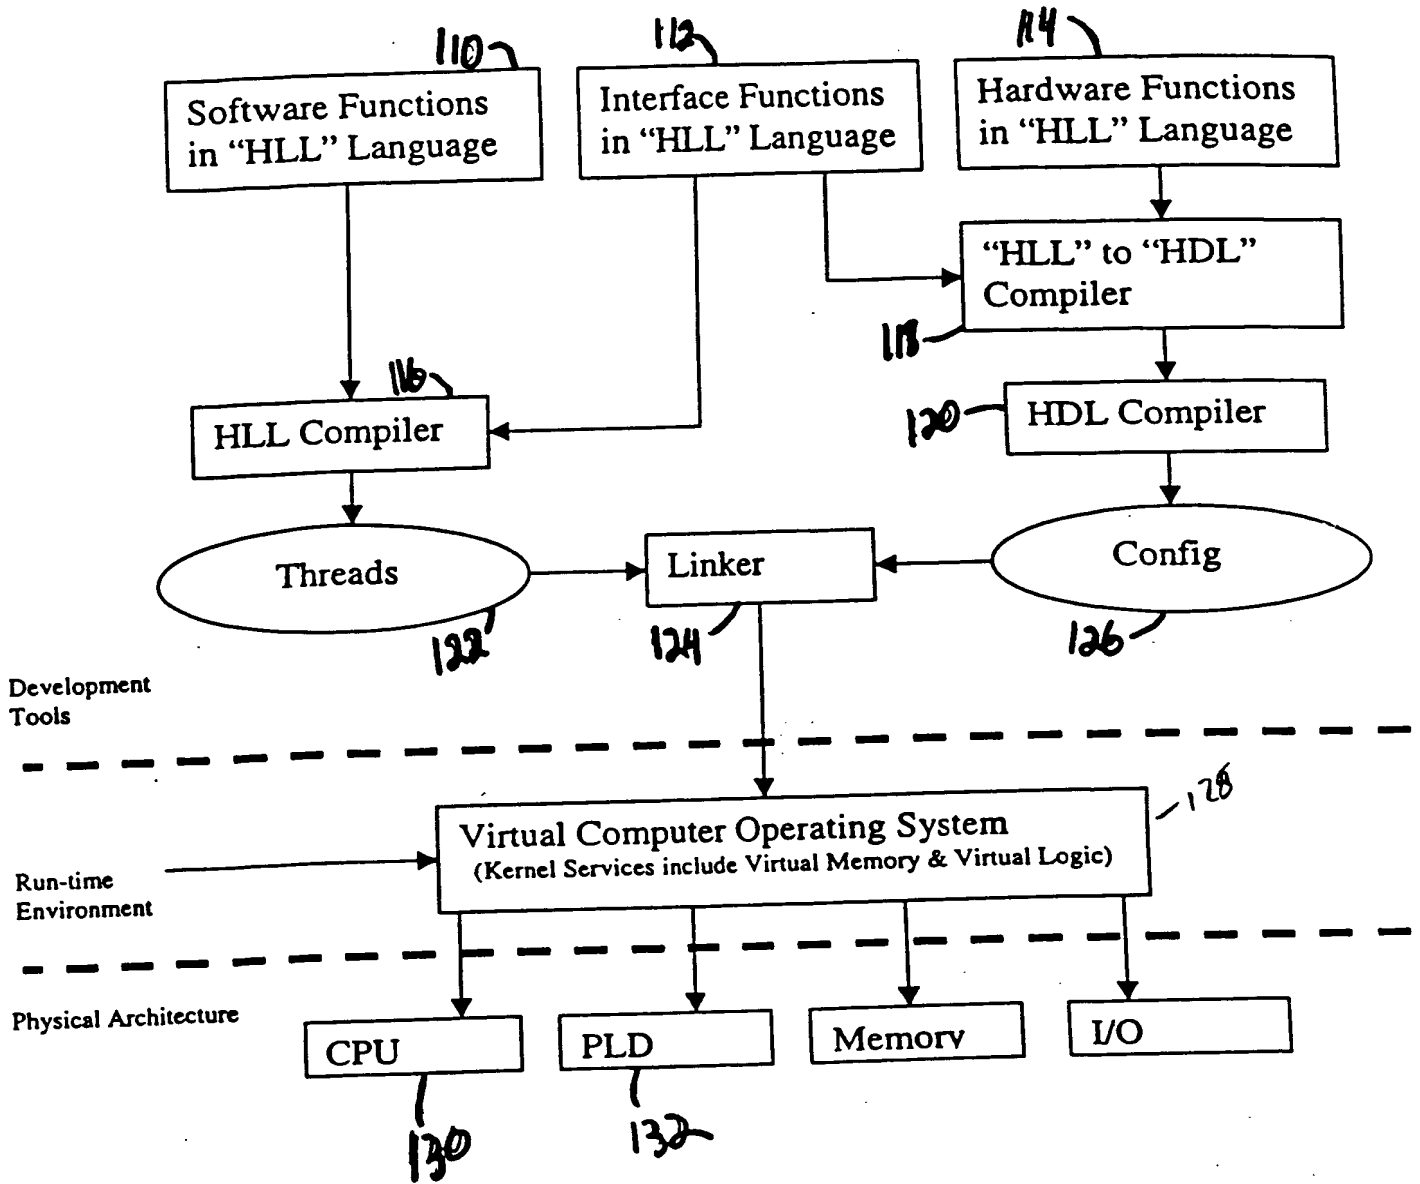 110
112
114
Software Functions
in “HLL” Language
Interface Functions
in “HLL” Language
Hardware Functions
in “HLL” Language
“HLL” to “HDL”
Compiler
118
116
HLL Compiler
120
HDL Compiler
Threads
Linker
Config
122
124
126
Development
Tools
128
Virtual Computer Operating System
(Kernel Services include Virtual Memory & Virtual Logic)
Run-time
Environment
Physical Architecture
CPU
PLD
Memory
I/O
130
132